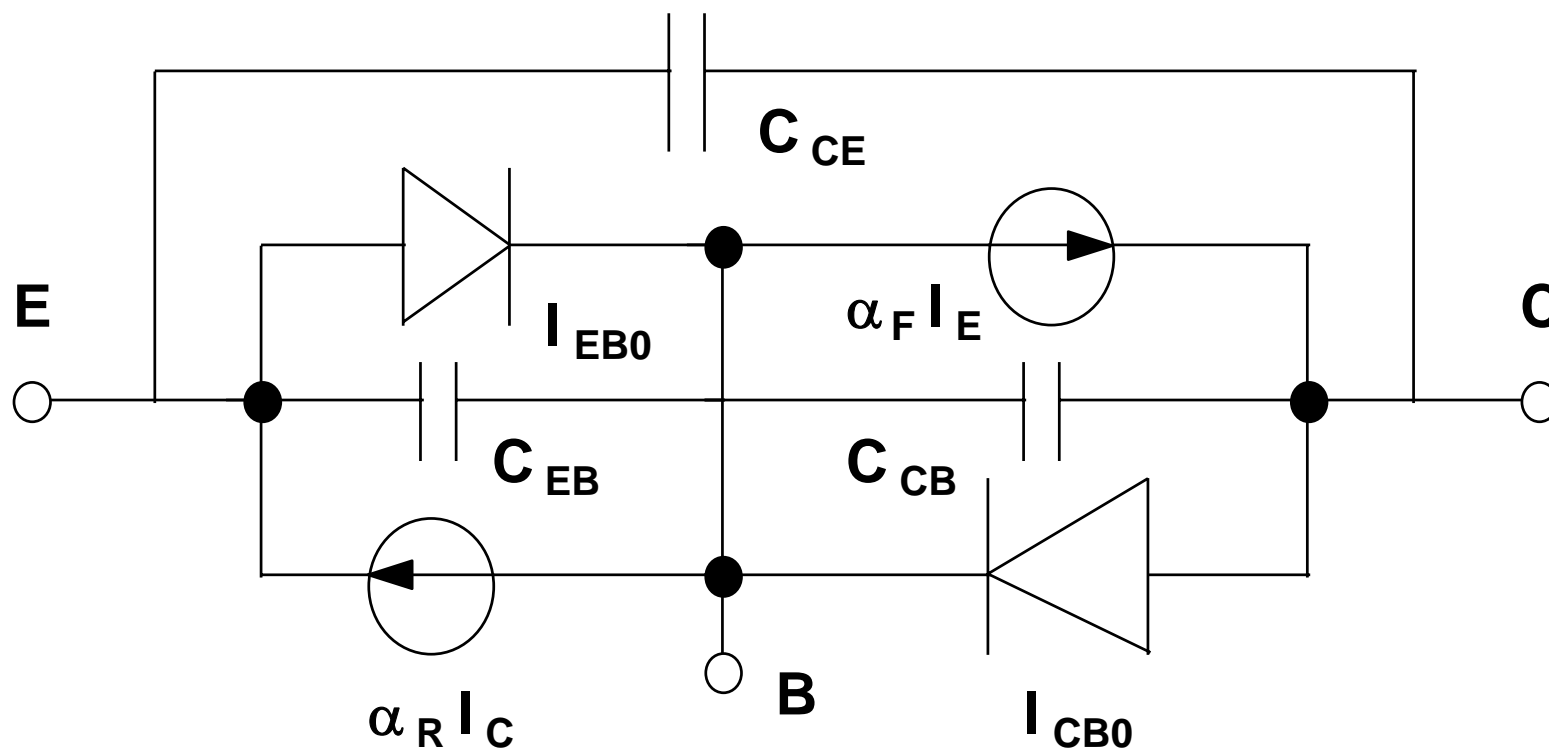 C CE
E
I EB0
α F I E
C
C EB
C CB
α R I C
B
I CB0